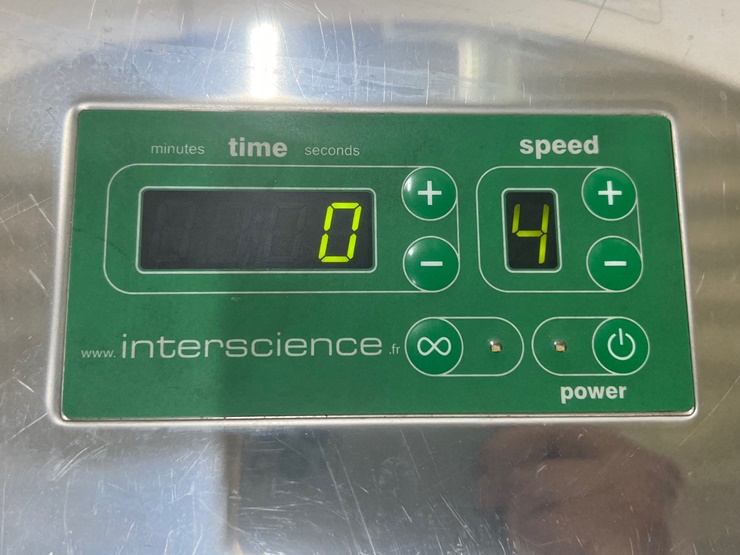 minutes time seconds
speed
0
4
www.interscience.fr
power